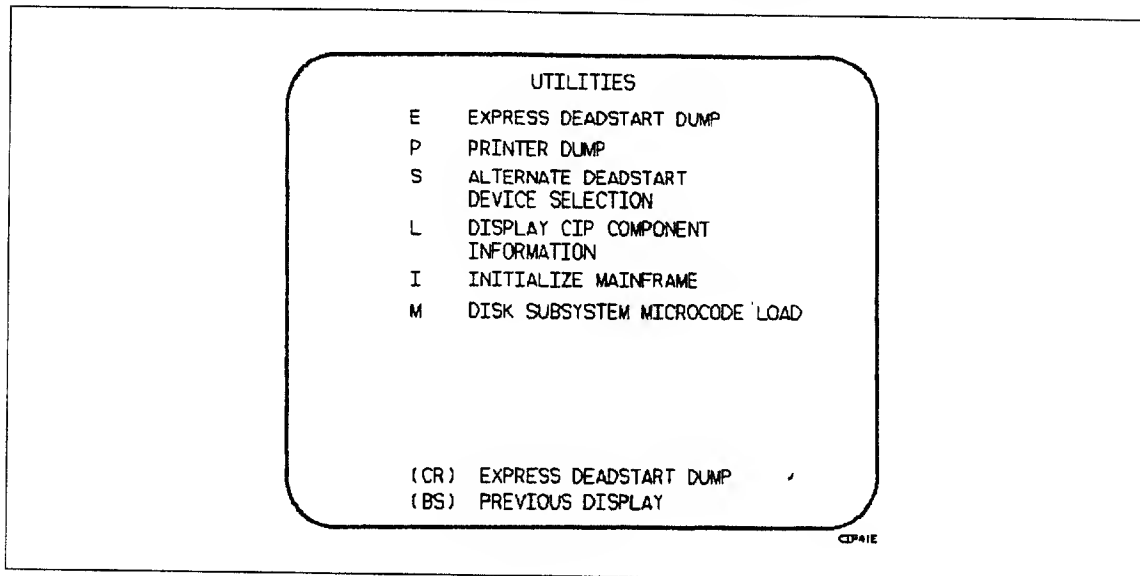 UTILITIES
E EXPRESS DEADSTART DUMP
P PRINTER DUMP
S ALTERNATE DEADSTART
DEVICE SELECTION
L DISPLAY CIP COMPONENT
INFORMATION
I INITIALIZE MAINFRAME
M DISK SUBSYSTEM MICROCODE LOAD
(CR) EXPRESS DEADSTART DUMP
(BS) PREVIOUS DISPLAY
CIP41E